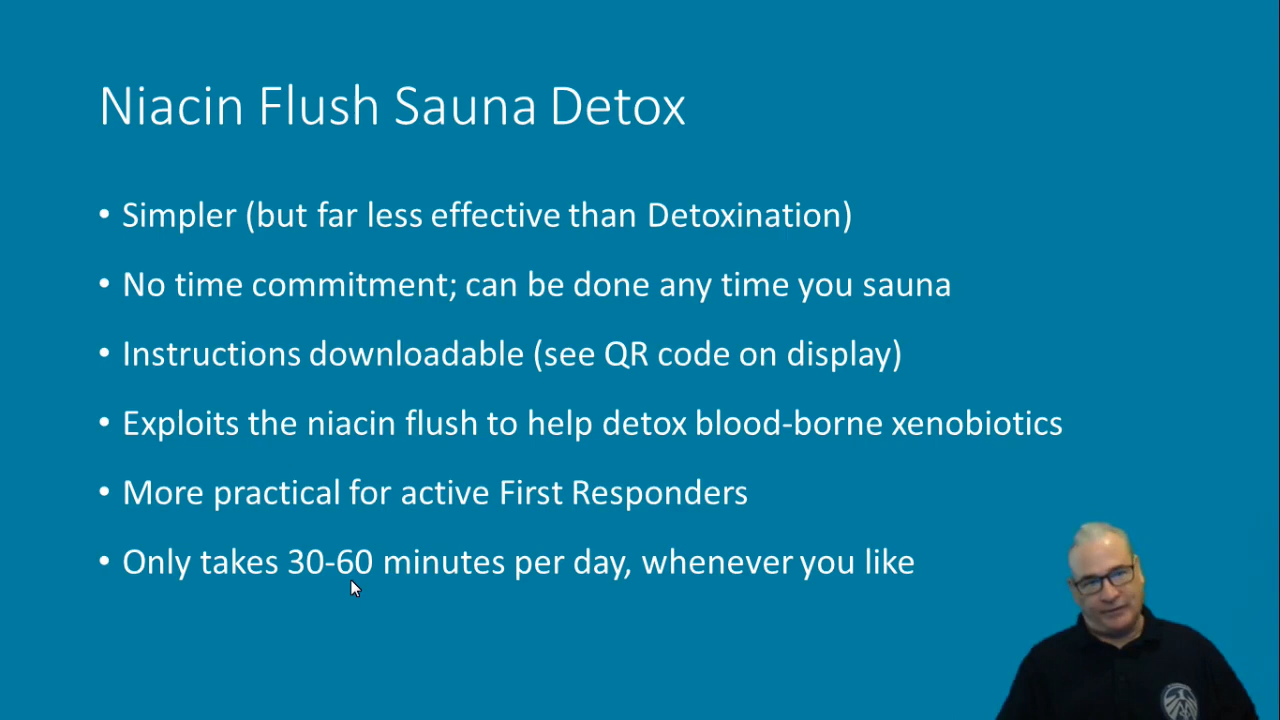 Niacin Flush Sauna Detox
• Simpler (but far less effective than Detoxination)
• No time commitment; can be done any time you sauna
• Instructions downloadable (see QR code on display)
• Exploits the niacin flush to help detox blood-borne xenobiotics
• More practical for active First Responders
• Only takes 30-60 minutes per day, whenever you like